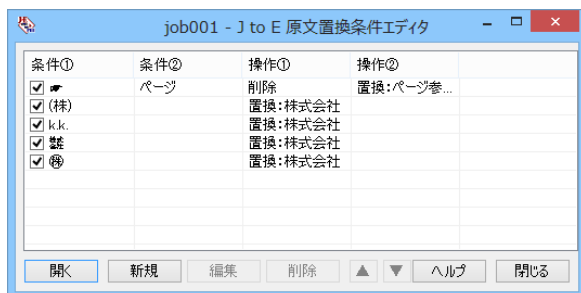 job001 - J to E 原文置換条件エディタ
条件① 条件② 操作① 操作②
☛ ページ 削除 置換:ページ参...
(株) 置換:株式会社
k.k. 置換:株式会社
㍿ 置換:株式会社
㊑ 置換:株式会社
開く 新規 編集 削除 ▲ ▼ ヘルプ 閉じる